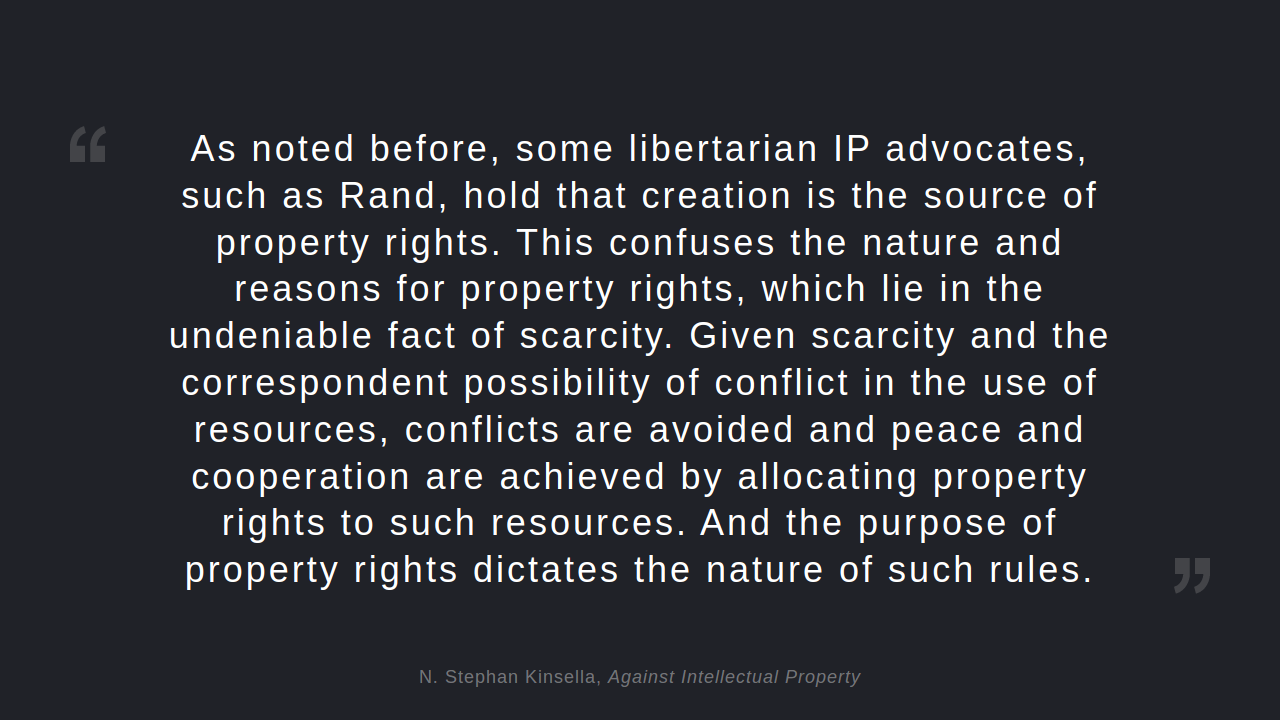 “
As noted before, some libertarian IP advocates,
such as Rand, hold that creation is the source of
property rights. This confuses the nature and
reasons for property rights, which lie in the
undeniable fact of scarcity. Given scarcity and the
correspondent possibility of conflict in the use of
resources, conflicts are avoided and peace and
cooperation are achieved by allocating property
rights to such resources. And the purpose of
property rights dictates the nature of such rules.
”
N. Stephan Kinsella, Against Intellectual Property